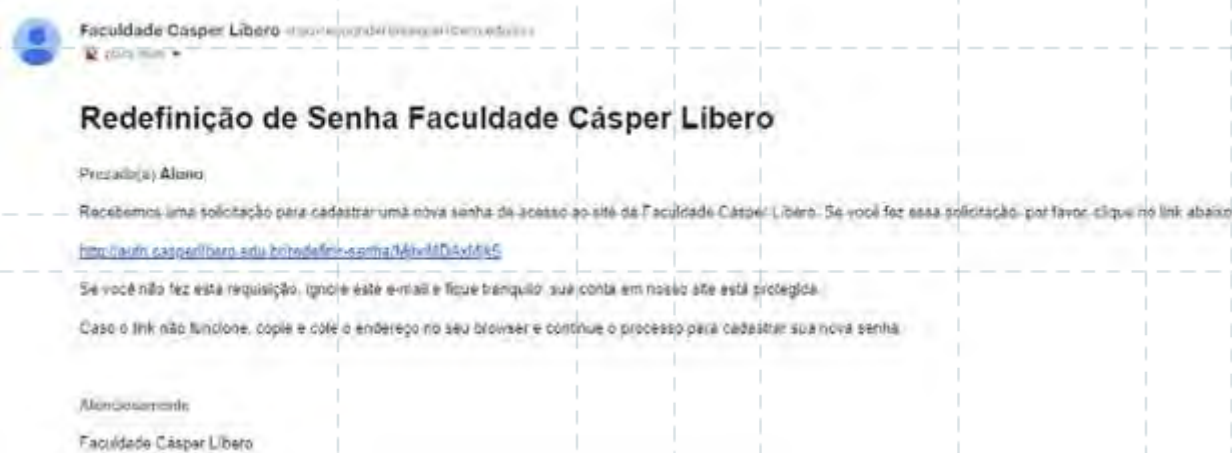 Faculdade Casper Libero
Redefinição de Senha Faculdade Cásper Líbero
Prezado(a) Aluno
Recebemos uma solicitação para cadastrar uma nova senha de acesso ao site da Faculdade Cásper Líbero. Se você fez essa solicitação, por favor, clique no link abaixo
Se você não fez esta requisição, ignore este e-mail e fique tranquilo, sua conta em nosso site está protegida.
Caso o link não funcione, copie e cole o endereço no seu browser e continue o processo para cadastrar sua nova senha.
Atenciosamente
Faculdade Cásper Líbero